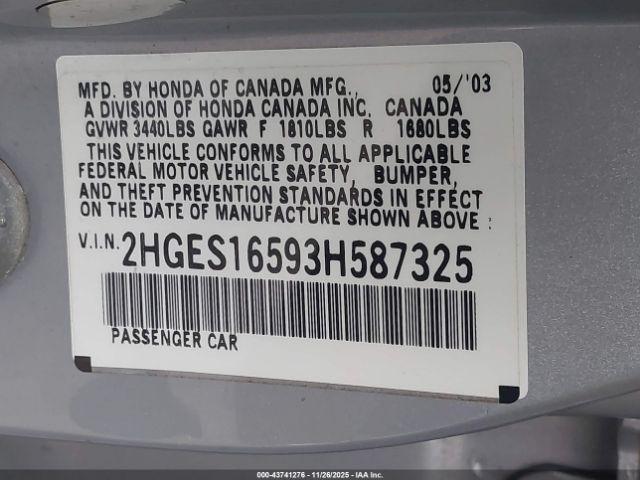 MFD. BY HONDA OF CANADA MFG., 05/'03
A DIVISION OF HONDA CANADA INC, CANADA
GVWR 3440LBS GAWR F 1810LBS R 1680LBS
THIS VEHICLE CONFORMS TO ALL APPLICABLE
FEDERAL MOTOR VEHICLE SAFETY, BUMPER,
AND THEFT PREVENTION STANDARDS IN EFFECT
ON THE DATE OF MANUFACTURE SHOWN ABOVE :
V.I.N. 2HGES16593H587325
PASSENGER CAR
00-43741276 - 11/26/2025 - IAA Inc.